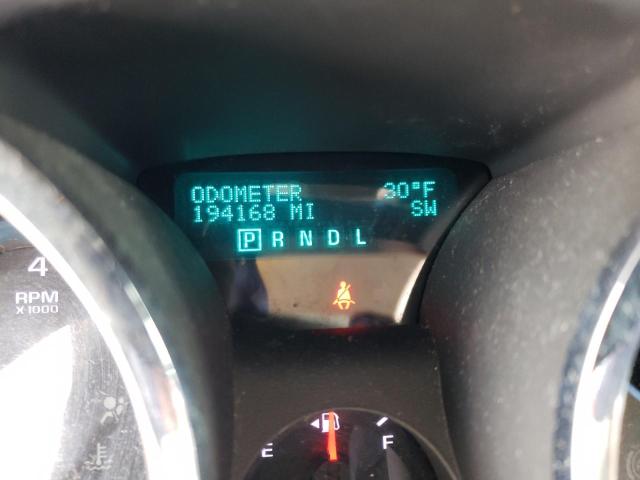 ODOMETER 30°F
194168 MI SW
P R N D L
4
RPM
X1000
E F